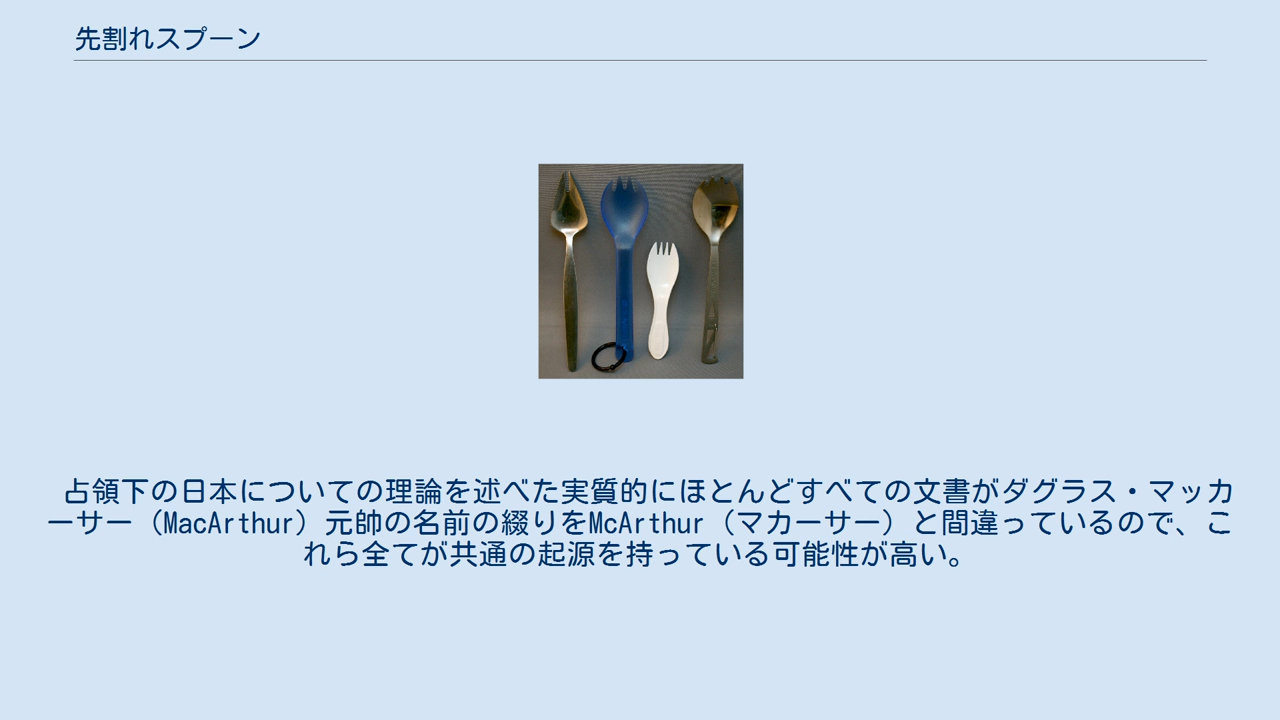 先割れスプーン
占領下の日本についての理論を述べた実質的にほとんどすべての文書がダグラス・マッカ
ーサー（MacArthur）元帥の名前の綴りをMcArthur（マカーサー）と間違っているので、こ
れら全てが共通の起源を持っている可能性が高い。